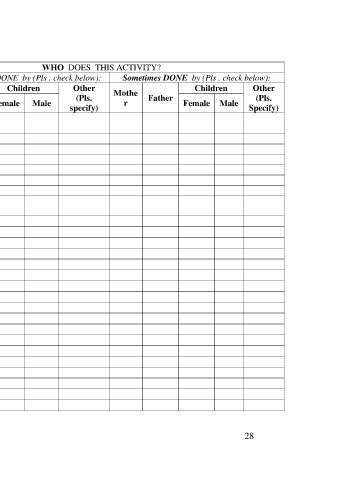 WHO DOES THIS ACTIVITY?
DONE by (Pls . check below): Sometimes DONE by (Pls . check below):
Children Other (Pls. specify) Mothe r Father Children Other (Pls. Specify)
emale Male Female Male
28